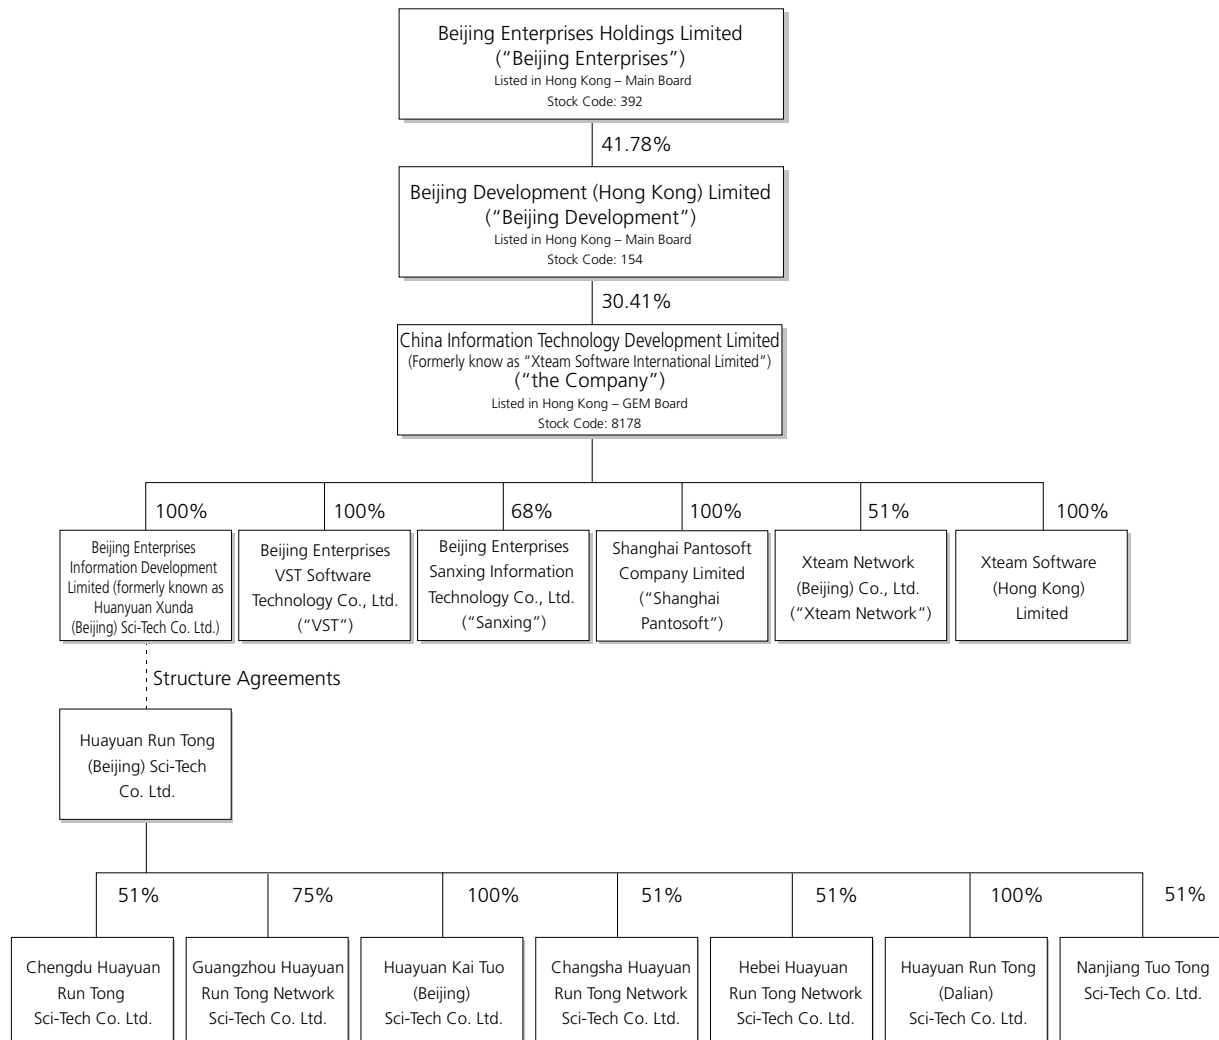 Beijing Enterprises Holdings Limited
(“Beijing Enterprises”)
Listed in Hong Kong – Main Board
Stock Code: 392
41.78%
Beijing Development (Hong Kong) Limited
(“Beijing Development”)
Listed in Hong Kong – Main Board
Stock Code: 154
30.41%
China Information Technology Development Limited
(Formerly know as “Xteam Software International Limited”)
(“the Company”)
Listed in Hong Kong – GEM Board
Stock Code: 8178
100%
Beijing Enterprises
Information Development
Limited (formerly known as
Huanyuan Xunda
(Beijing) Sci-Tech Co. Ltd.)
100%
Beijing Enterprises
VST Software
Technology Co., Ltd.
(“VST”)
68%
Beijing Enterprises
Sanxing Information
Technology Co., Ltd.
(“Sanxing”)
100%
Shanghai Pantosoft
Company Limited
(“Shanghai
Pantosoft”)
51%
Xteam Network
(Beijing) Co., Ltd.
(“Xteam Network”)
100%
Xteam Software
(Hong Kong)
Limited
Structure Agreements
Huayuan Run Tong
(Beijing) Sci-Tech
Co. Ltd.
51%
Chengdu Huayuan
Run Tong
Sci-Tech Co. Ltd.
75%
Guangzhou Huayuan
Run Tong Network
Sci-Tech Co. Ltd.
100%
Huayuan Kai Tuo
(Beijing)
Sci-Tech Co. Ltd.
51%
Changsha Huayuan
Run Tong Network
Sci-Tech Co. Ltd.
51%
Hebei Huayuan
Run Tong Network
Sci-Tech Co. Ltd.
100%
Huayuan Run Tong
(Dalian)
Sci-Tech Co. Ltd.
51%
Nanjiang Tuo Tong
Sci-Tech Co. Ltd.